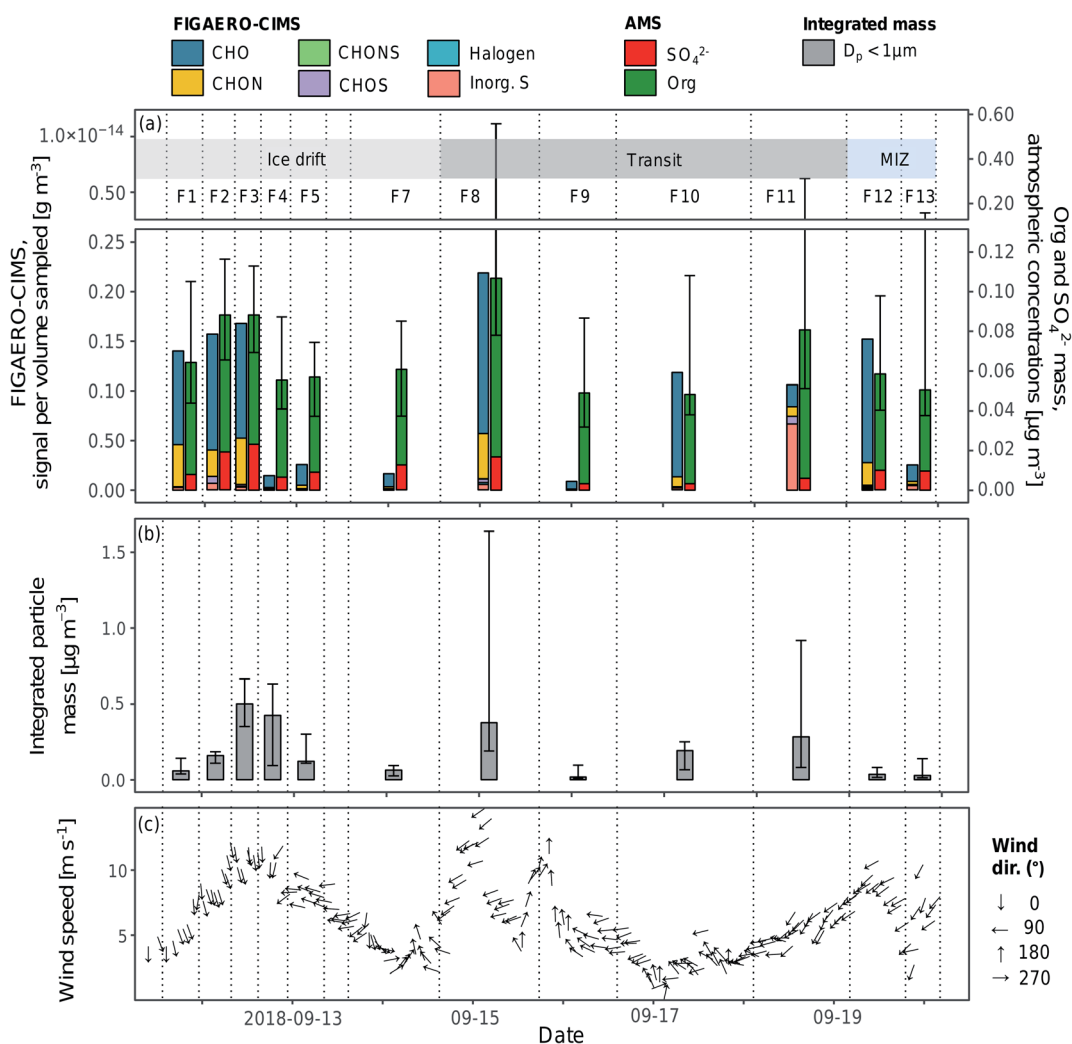 FIGAERO-CIMS
AMS
Integrated mass
CHO
CHONS
Halogen
SO₄²⁻
Dₚ < 1μm
CHON
CHOS
Inorg. S
Org
(a)
1.0×10⁻¹⁴
0.50
0.60
0.40
0.20
Ice drift
Transit
MIZ
F1
F2
F3
F4
F5
F7
F8
F9
F10
F11
F12
F13
FIGAERO-CIMS,
signal per volume sampled [g m⁻³]
0.25
0.20
0.15
0.10
0.50
0.00
0.12
0.10
0.08
0.06
0.04
0.02
0.00
Org and SO₄²⁻ mass,
atmospheric concentrations [μg m⁻³]
(b)
Integrated particle
mass [μg m⁻³]
1.5
1.0
0.5
0.0
(c)
Wind speed [m s⁻¹]
10
5
Wind
dir. (°)
↓ 0
← 90
↑ 180
→ 270
2018-09-13
09-15
09-17
09-19
Date